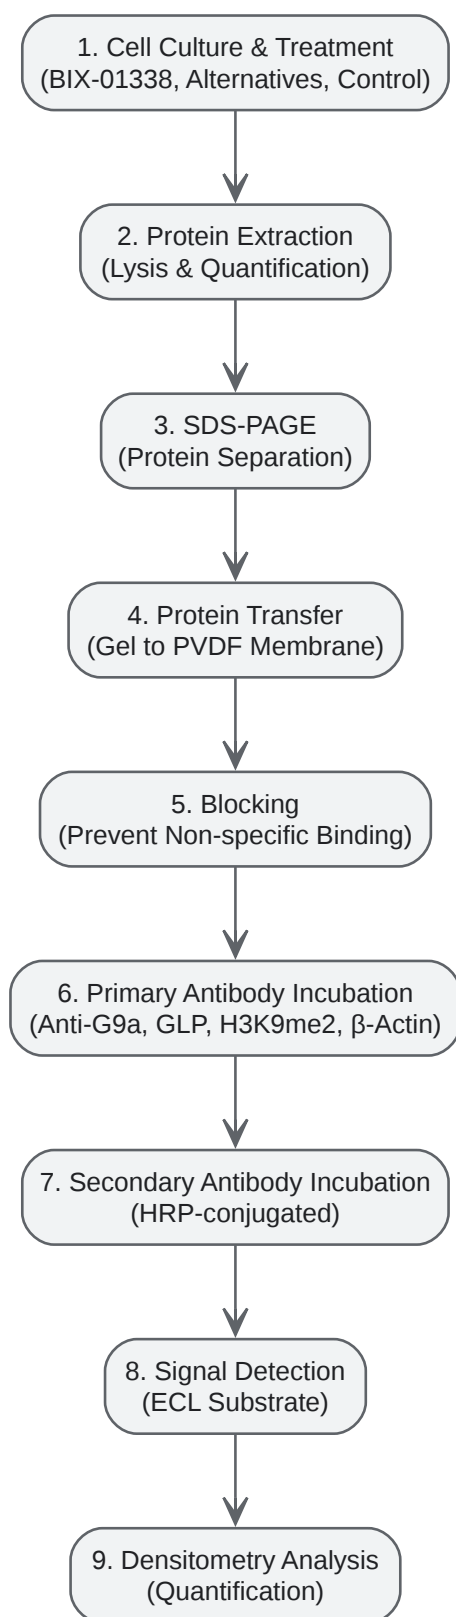 1. Cell Culture & Treatment
(BIX-01338, Alternatives, Control)
2. Protein Extraction
(Lysis & Quantification)
3. SDS-PAGE
(Protein Separation)
4. Protein Transfer
(Gel to PVDF Membrane)
5. Blocking
(Prevent Non-specific Binding)
6. Primary Antibody Incubation
(Anti-G9a, GLP, H3K9me2, β-Actin)
7. Secondary Antibody Incubation
(HRP-conjugated)
8. Signal Detection
(ECL Substrate)
9. Densitometry Analysis
(Quantification)